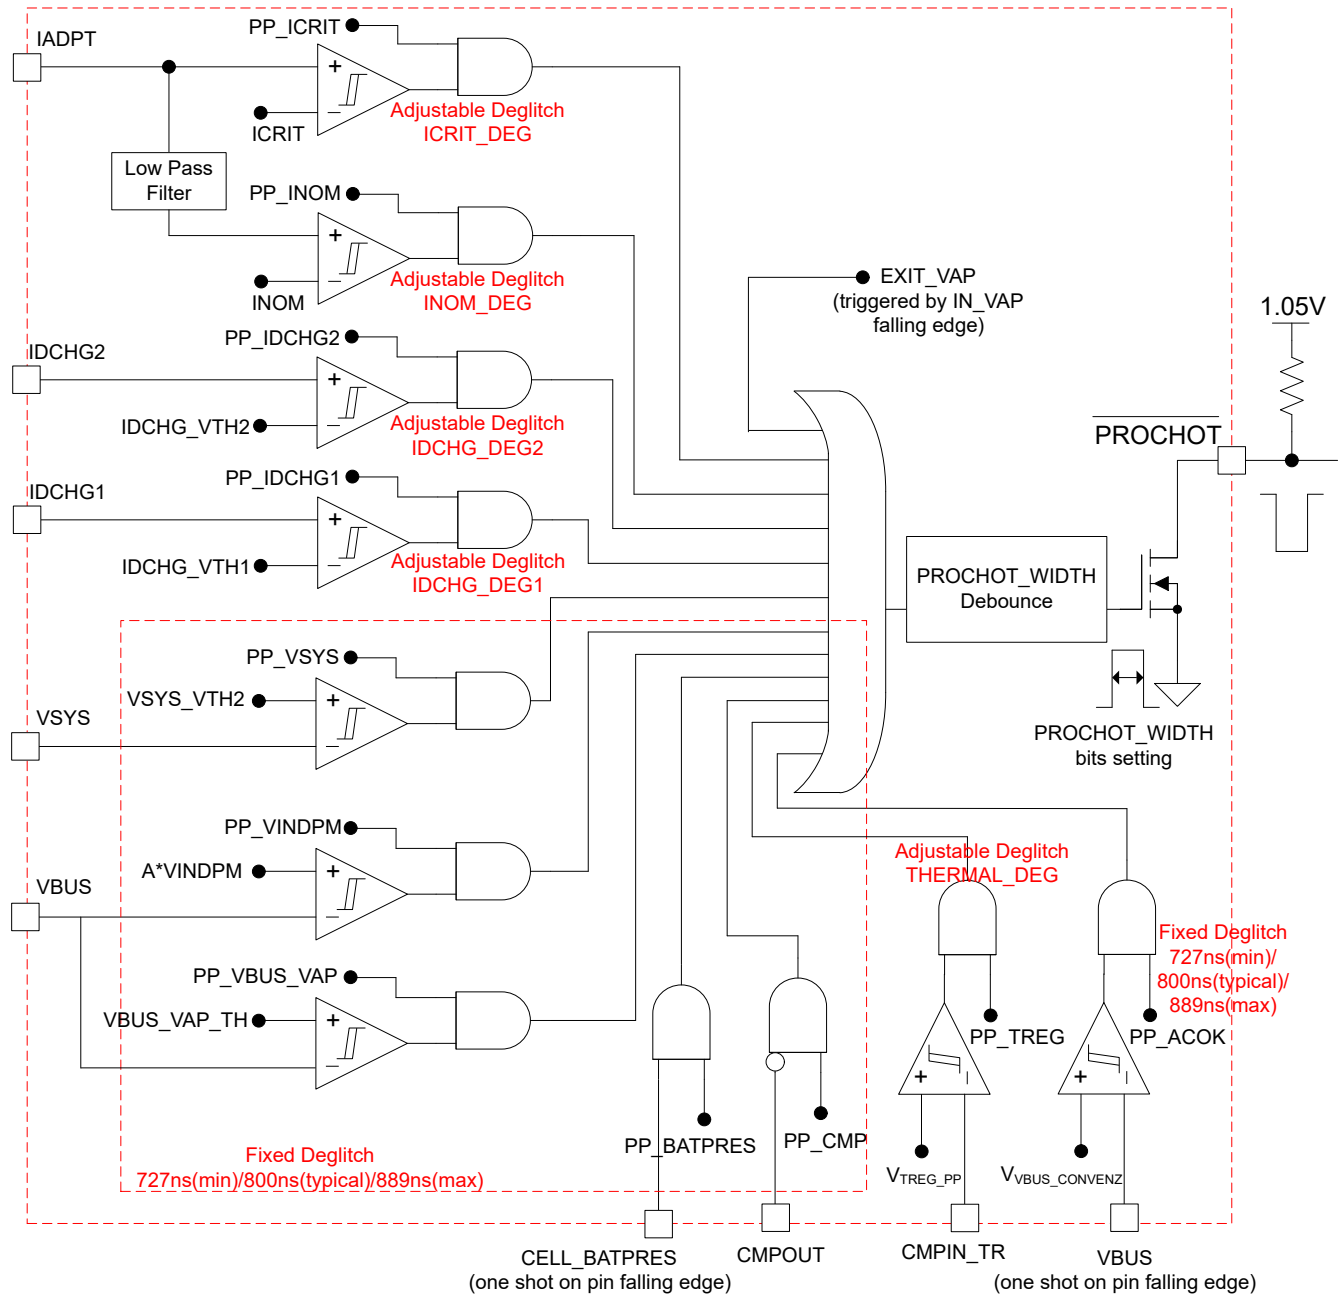 PP_ICRIT
IADPT
+
−
ICRIT
Adjustable Deglitch
ICRIT_DEG
Low Pass
Filter
PP_INOM
+
−
INOM
Adjustable Deglitch
INOM_DEG
EXIT_VAP
(triggered by IN_VAP
falling edge)
1.05V
PP_IDCHG2
IDCHG2
+
−
IDCHG_VTH2
Adjustable Deglitch
IDCHG_DEG2
PROCHOT
PP_IDCHG1
IDCHG1
+
−
IDCHG_VTH1
Adjustable Deglitch
IDCHG_DEG1
PROCHOT_WIDTH
Debounce
PP_VSYS
VSYS_VTH2
+
−
VSYS
PROCHOT_WIDTH
bits setting
PP_VINDPM
A*VINDPM
+
−
VBUS
Adjustable Deglitch
THERMAL_DEG
PP_VBUS_VAP
VBUS_VAP_TH
+
−
Fixed Deglitch
727ns(min)/
800ns(typical)/
889ns(max)
PP_TREG
PP_ACOK
+ −
+ −
PP_BATPRES
PP_CMP
Fixed Deglitch
727ns(min)/800ns(typical)/889ns(max)
VTREG_PP
VVBUS_CONVENZ
CELL_BATPRES
(one shot on pin falling edge)
CMPOUT
CMPIN_TR
VBUS
(one shot on pin falling edge)